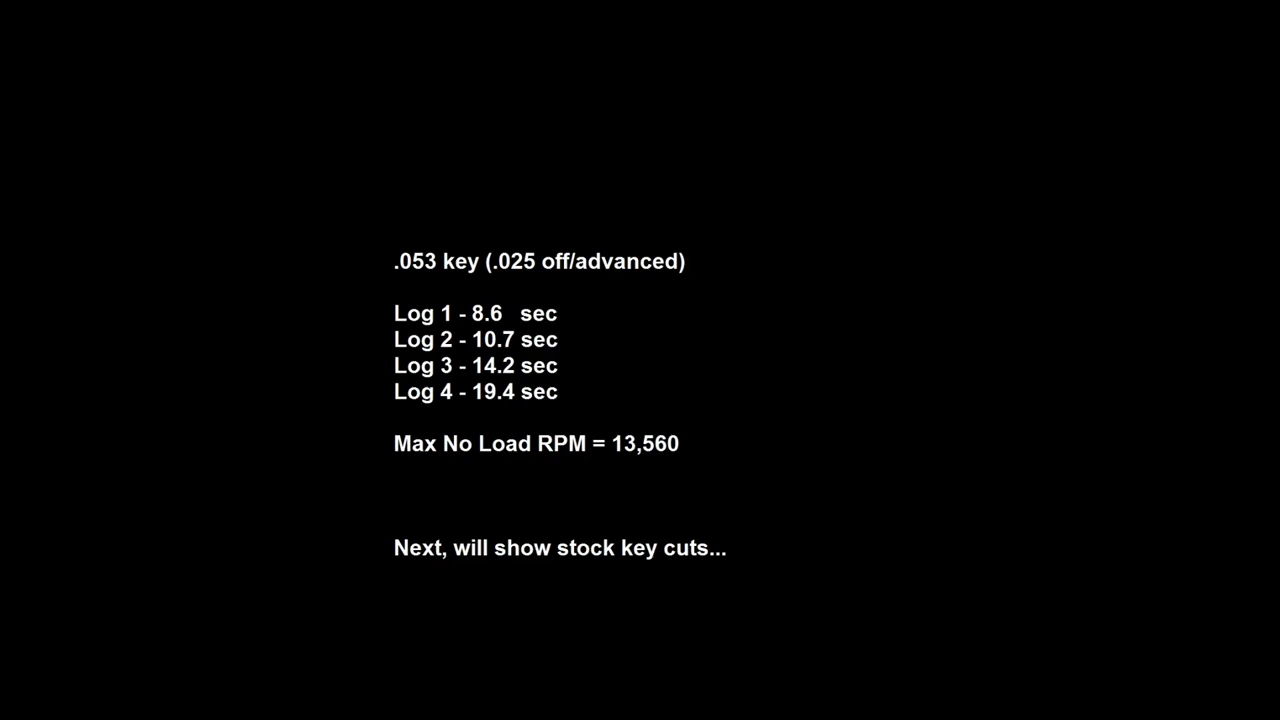 .053 key (.025 off/advanced)
Log 1 - 8.6   sec
Log 2 - 10.7 sec
Log 3 - 14.2 sec
Log 4 - 19.4 sec
Max No Load RPM = 13,560
Next, will show stock key cuts...